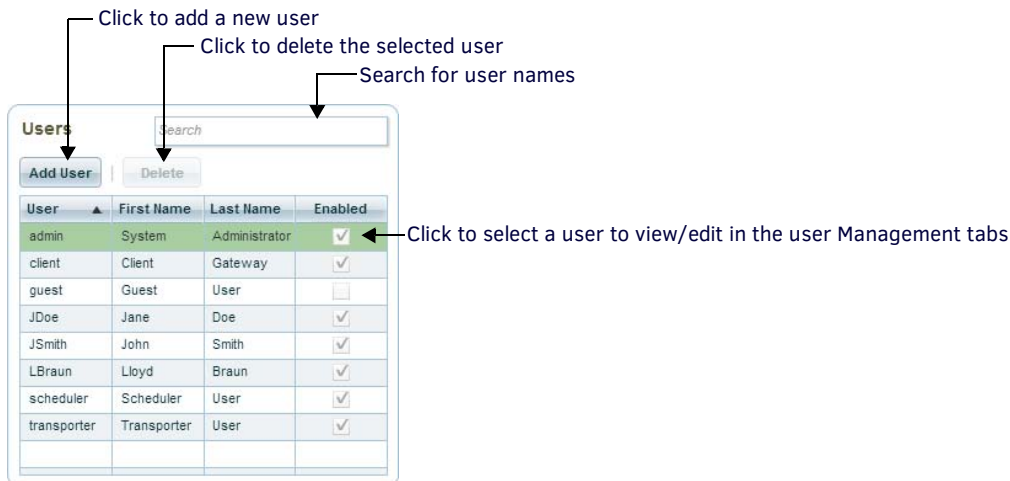 Click to add a new user
Click to delete the selected user
Search for user names
Users Search
Add User Delete
User First Name Last Name Enabled
admin System Administrator
Click to select a user to view/edit in the user Management tabs
client Client Gateway
guest Guest User
JDoe Jane Doe
JSmith John Smith
LBraun Lloyd Braun
scheduler Scheduler User
transporter Transporter User